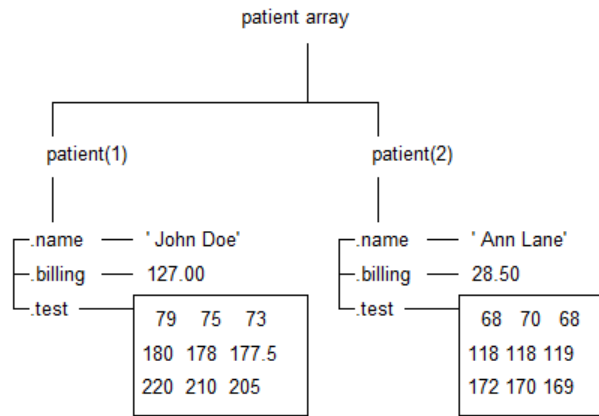 patient array
patient(1) patient(2)
.name ' John Doe' .name ' Ann Lane'
.billing 127.00 .billing 28.50
.test .test
79 75 73 68 70 68
180 178 177.5 118 118 119
220 210 205 172 170 169